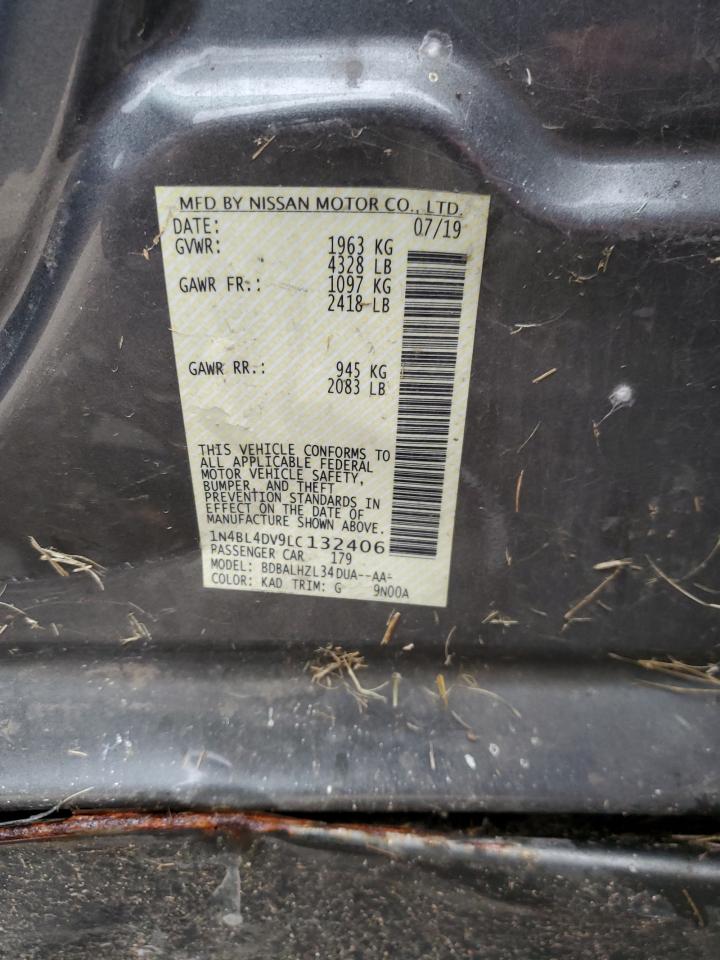 MFD BY NISSAN MOTOR CO., LTD.
DATE: 07/19
GVWR: 1963 KG
4328 LB
GAWR FR.: 1097 KG
2418 LB
GAWR RR.: 945 KG
2083 LB
THIS VEHICLE CONFORMS TO
ALL APPLICABLE FEDERAL
MOTOR VEHICLE SAFETY,
BUMPER, AND THEFT
PREVENTION STANDARDS IN
EFFECT ON THE DATE OF
MANUFACTURE SHOWN ABOVE.
1N4BL4DV9LC132406
PASSENGER CAR 179
MODEL: BDBALHZL34DUA--AA-
COLOR: KAD TRIM: G 9N00A